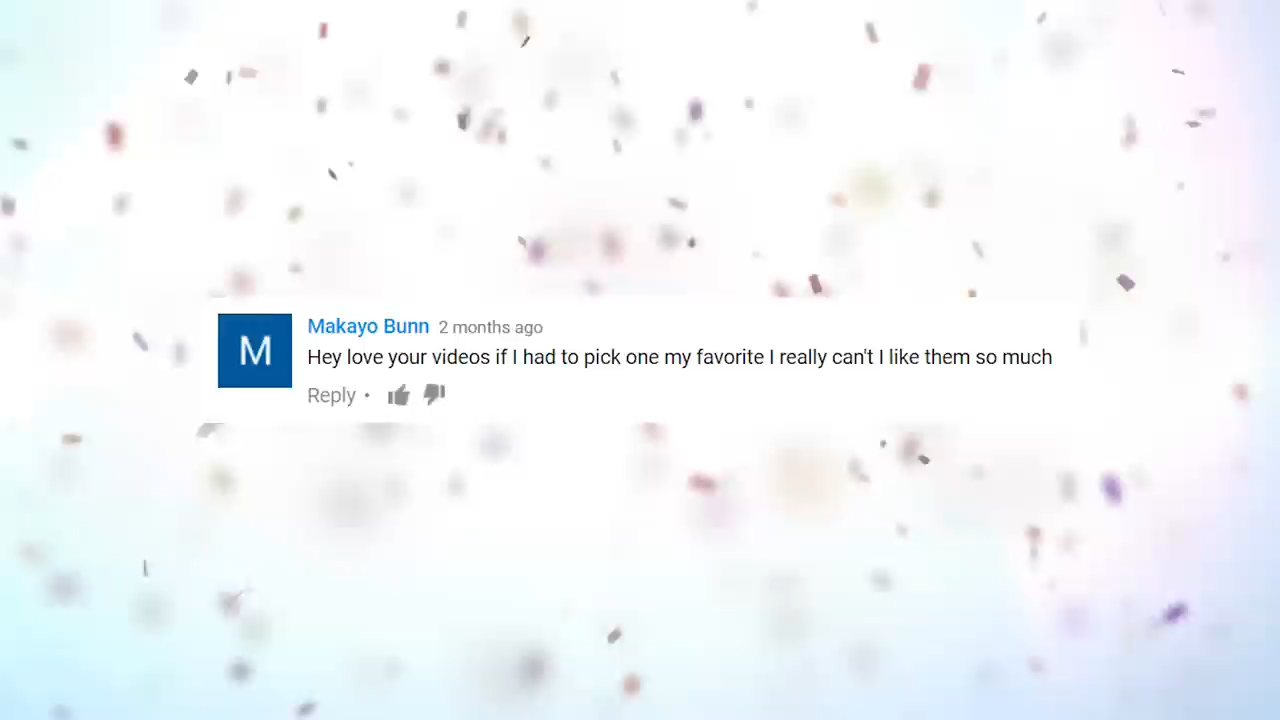 M
Makayo Bunn 2 months ago
Hey love your videos if I had to pick one my favorite I really can't I like them so much
Reply •